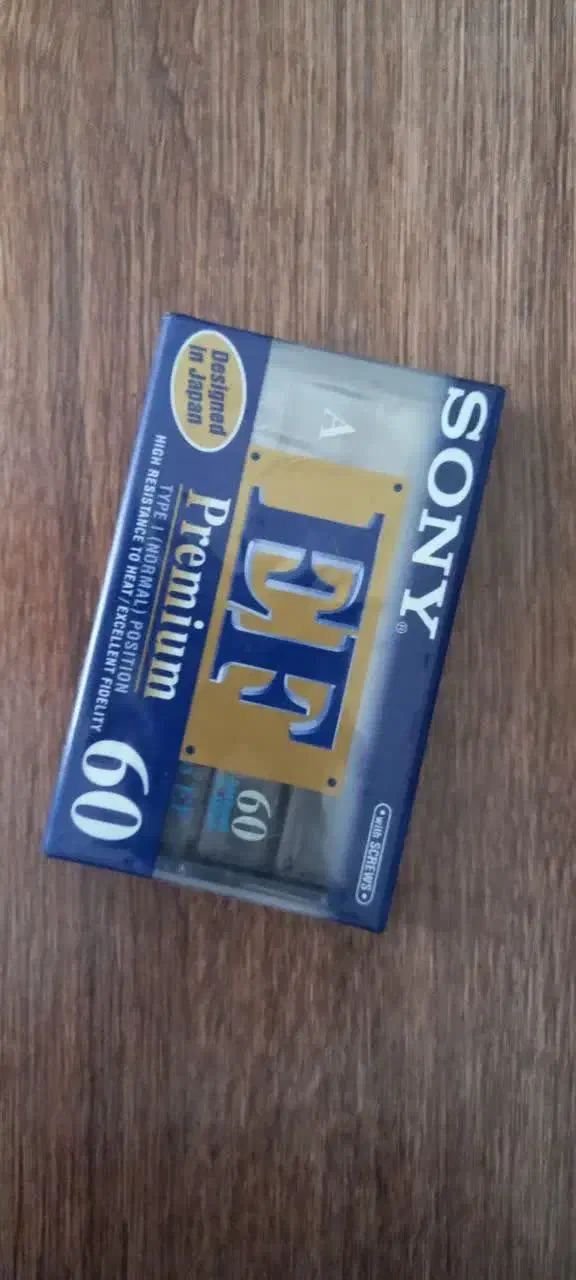 SONY®
• with SCREWS •
A
EF
60
EF
Premium
TYPE I (NORMAL) POSITION
HIGH RESISTANCE TO HEAT/EXCELLENT FIDELITY
60
Designed
in Japan